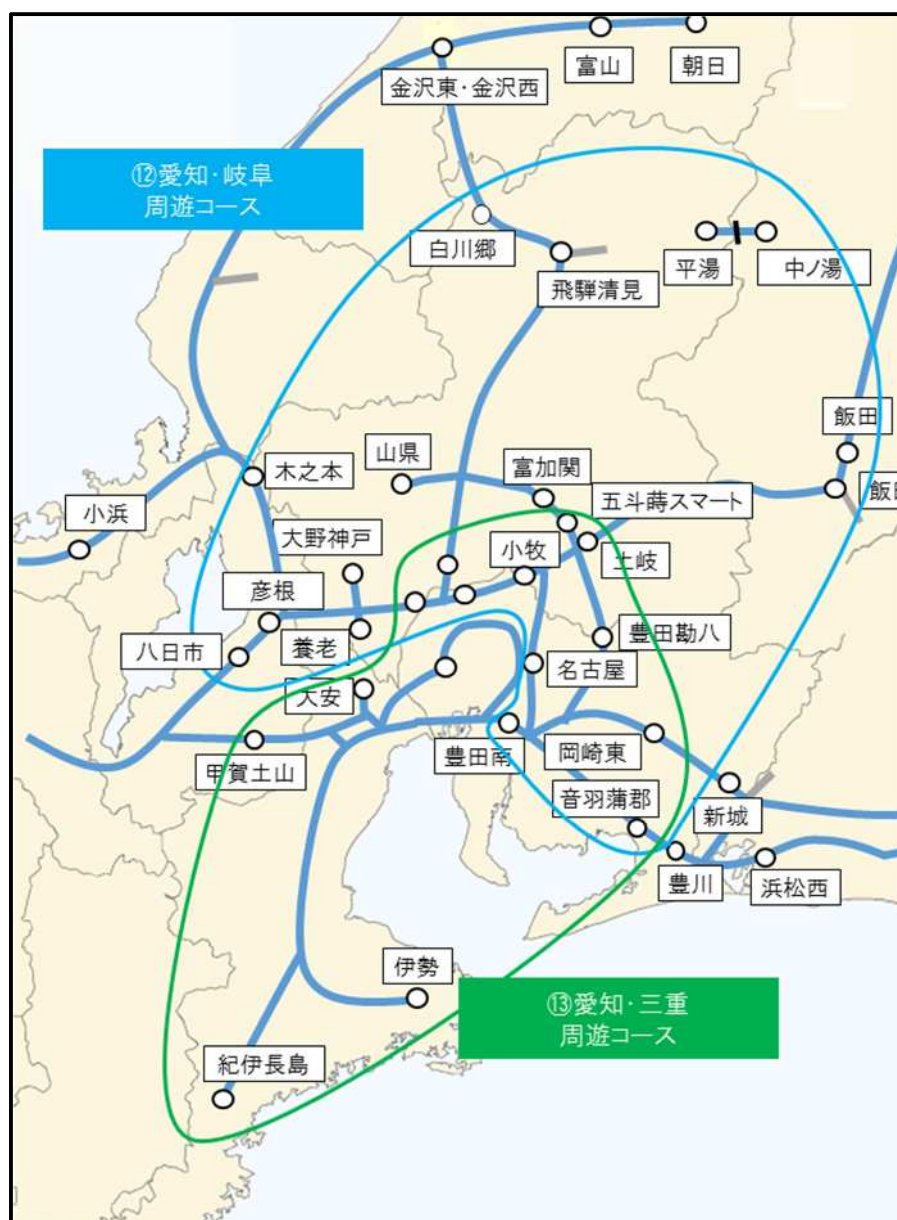 富山
朝日
金沢東・金沢西
⑫愛知・岐阜
周遊コース
白川郷
平湯
中ノ湯
飛騨清見
飯田
山県
富加関
木之本
五斗蒔スマート
飯田
小浜
大野神戸
小牧
土岐
彦根
養老
豊田勘八
八日市
名古屋
大安
甲賀土山
豊田南
岡崎東
音羽蒲郡
新城
豊川
浜松西
伊勢
⑬愛知・三重
周遊コース
紀伊長島